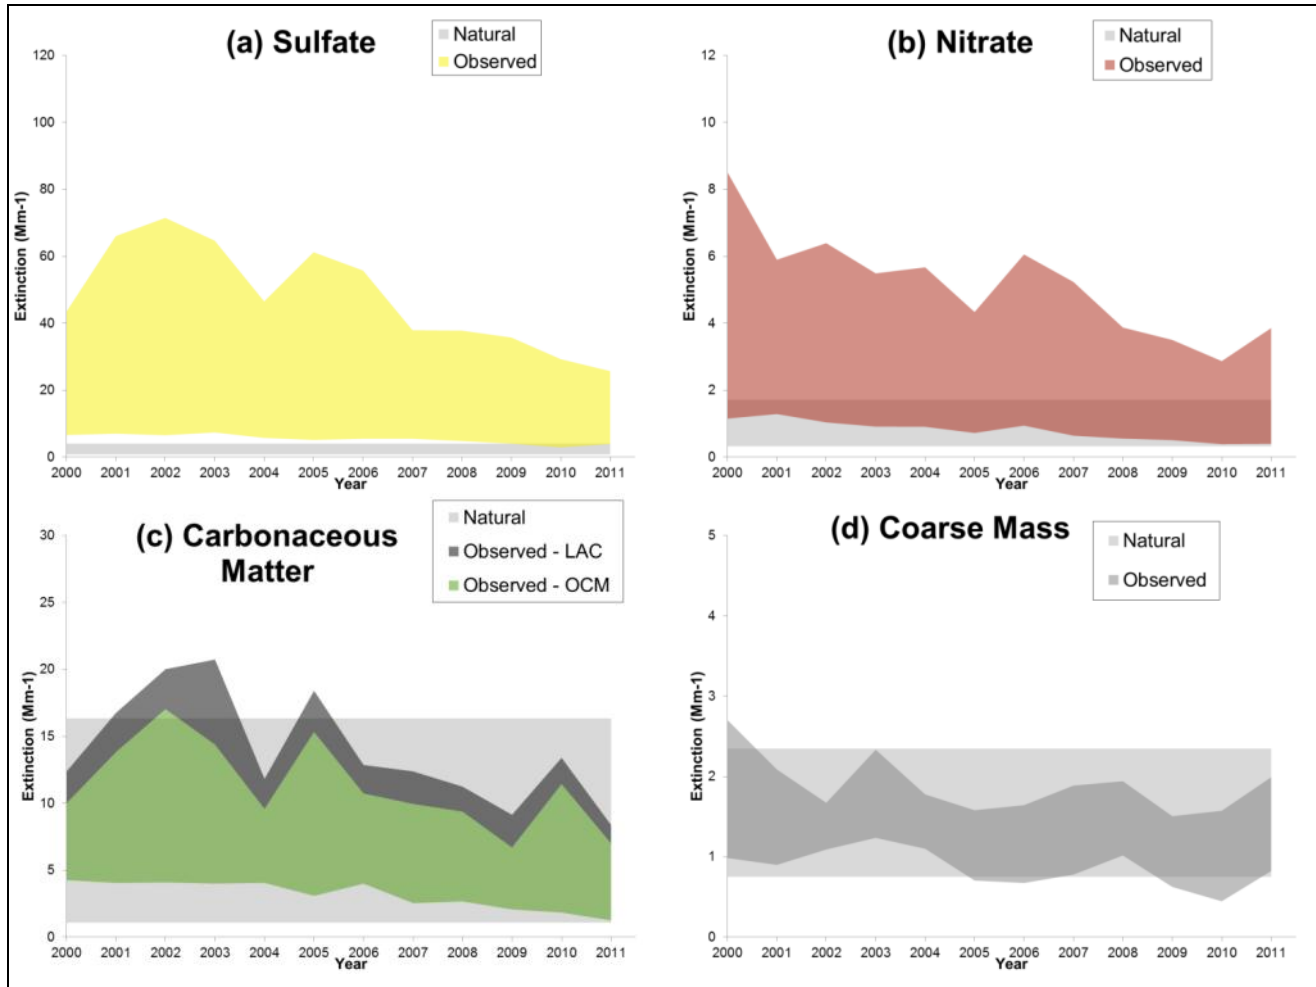 (a) Sulfate
Natural
Observed
120
100
80
60
40
20
0
Extinction (Mm-1)
2000 2001 2002 2003 2004 2005 2006 2007 2008 2009 2010 2011
Year
(b) Nitrate
Natural
Observed
12
10
8
6
4
2
0
Extinction (Mm-1)
2000 2001 2002 2003 2004 2005 2006 2007 2008 2009 2010 2011
Year
(c) Carbonaceous
Matter
Natural
Observed - LAC
Observed - OCM
30
25
20
15
10
5
0
Extinction (Mm-1)
2000 2001 2002 2003 2004 2005 2006 2007 2008 2009 2010 2011
Year
(d) Coarse Mass
Natural
Observed
5
4
3
2
1
0
Extinction (Mm-1)
2000 2001 2002 2003 2004 2005 2006 2007 2008 2009 2010 2011
Year